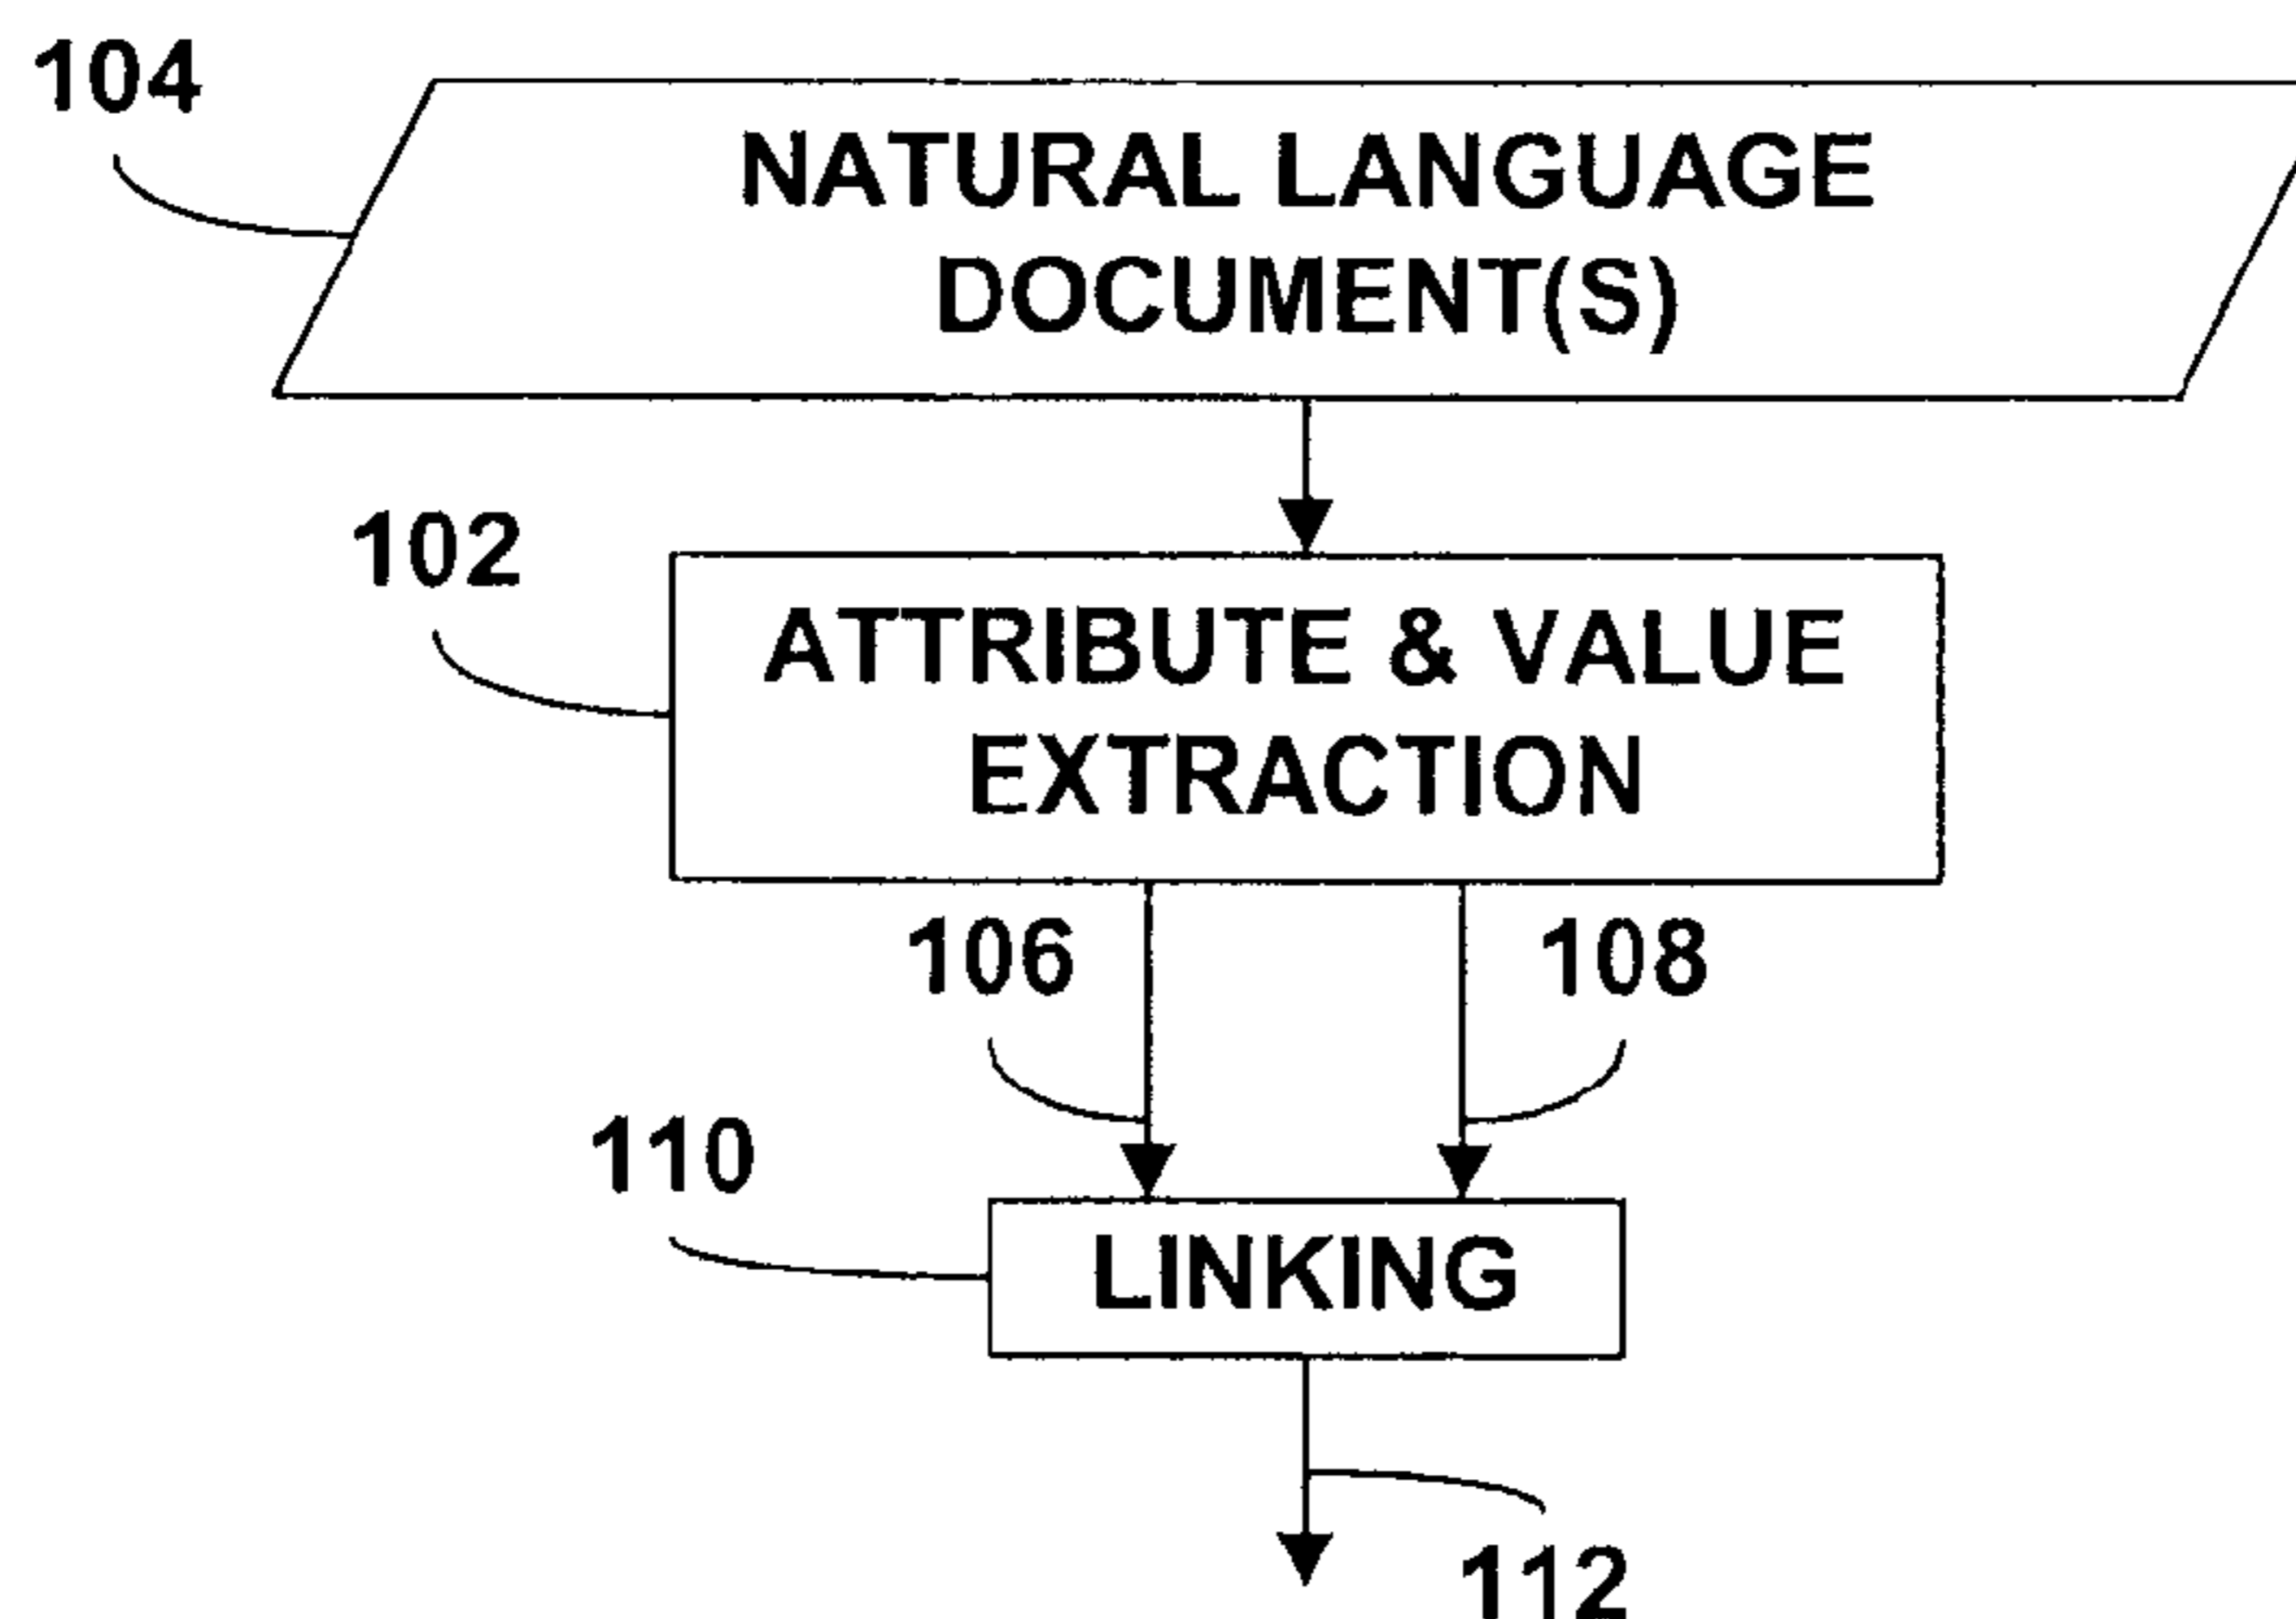 104
NATURAL LANGUAGE
DOCUMENT(S)
102
ATTRIBUTE & VALUE
EXTRACTION
106
108
110
LINKING
112